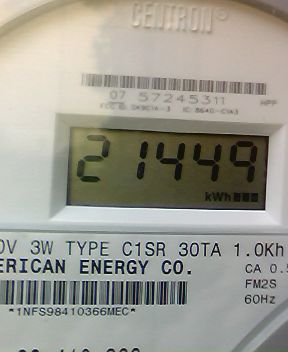 CENTRON®
07 57245311 HPP
21449
kWh
0V 3W TYPE C1SR 30TA 1.0Kh
ERICAN ENERGY CO.
CA 0.5
FM2S
60Hz
*1NFS98410366MEC*